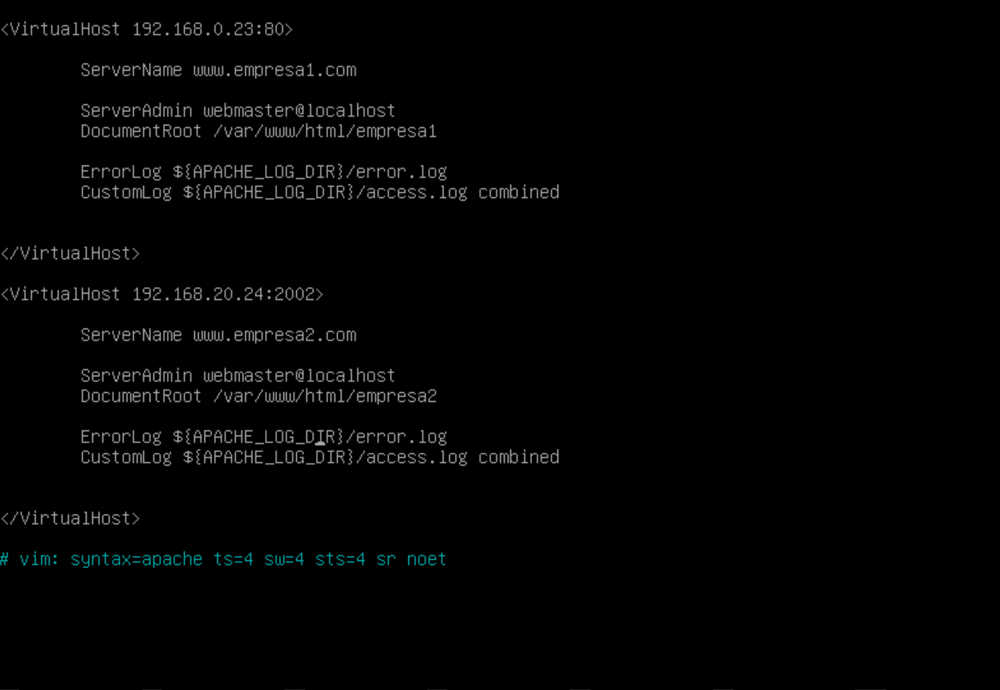 <VirtualHost 192.168.0.23:80>
ServerName www.empresa1.com
ServerAdmin webmaster@localhost
DocumentRoot /var/www/html/empresa1
ErrorLog ${APACHE_LOG_DIR}/error.log
CustomLog ${APACHE_LOG_DIR}/access.log combined
</VirtualHost>
<VirtualHost 192.168.20.24:2002>
ServerName www.empresa2.com
ServerAdmin webmaster@localhost
DocumentRoot /var/www/html/empresa2
ErrorLog ${APACHE_LOG_DIR}/error.log
CustomLog ${APACHE_LOG_DIR}/access.log combined
</VirtualHost>
# vim: syntax=apache ts=4 sw=4 sts=4 sr noet